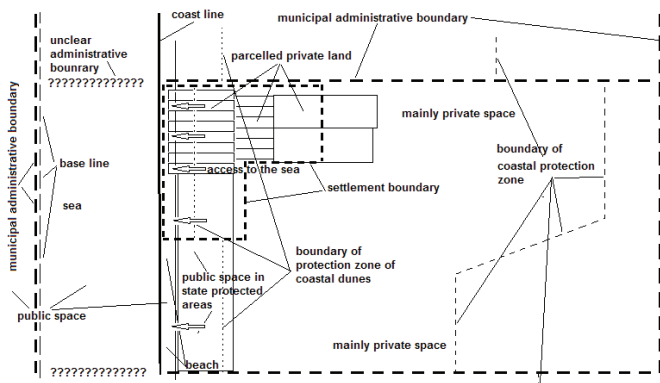 coast line
municipal administrative boundary
unclear
administrative
bounrary
??????????????
parcelled private land
mainly private space
municipal administrative boundary
base line
boundary of
coastal protection
zone
access to the sea
settlement boundary
sea
boundary of
protection zone of
coastal dunes
public space in
state protected
areas
public space
mainly private space
beach
??????????????